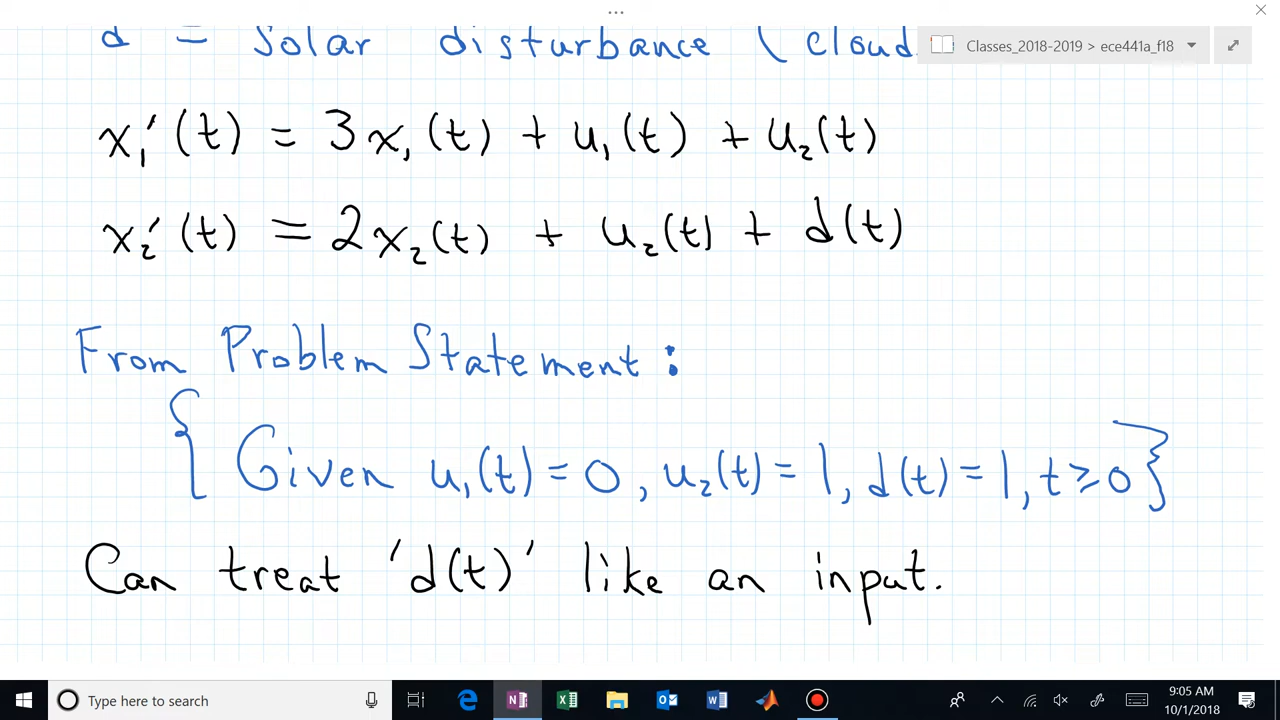 d = Solar disturbance (cloud
Classes_2018-2019 > ece441a_f18
x₁′(t) = 3x₁(t) + u₁(t) + u₂(t)
x₂′(t) = 2x₂(t) + u₂(t) + d(t)
From Problem Statement:
{ Given u₁(t) = 0, u₂(t) = 1, d(t) = 1, t ≥ 0 }
Can treat 'd(t)' like an input.
Type here to search
9:05 AM
10/1/2018